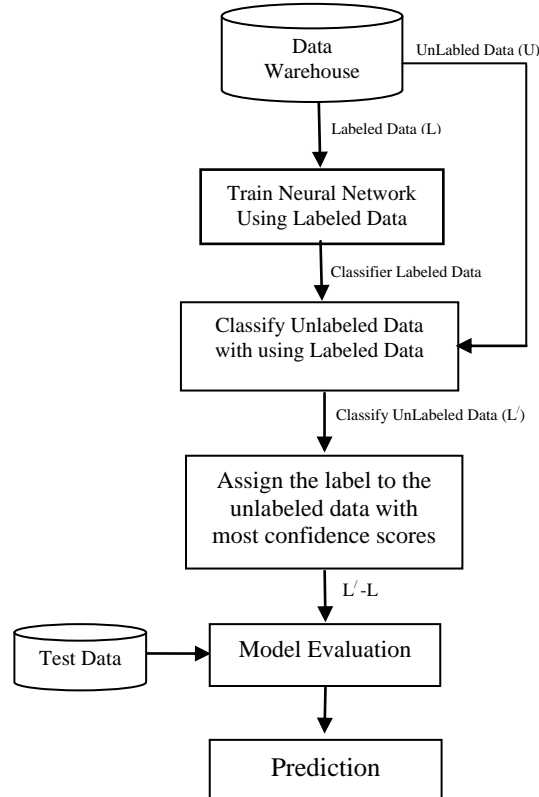 Data
Warehouse
UnLabled Data (U)
Labeled Data (L)
Train Neural Network
Using Labeled Data
Classifier Labeled Data
Classify Unlabeled Data
with using Labeled Data
Classify UnLabeled Data (L/)
Assign the label to the
unlabeled data with
most confidence scores
L/ -L
Test Data
Model Evaluation
Prediction